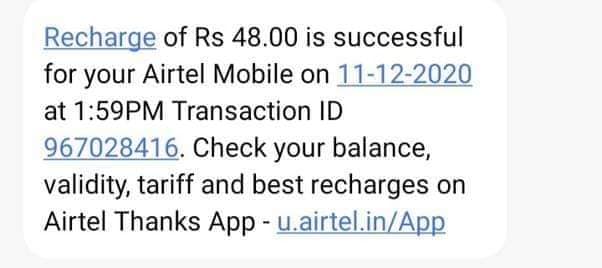 Recharge of Rs 48.00 is successful
for your Airtel Mobile on 11-12-2020
at 1:59PM Transaction ID
967028416. Check your balance,
validity, tariff and best recharges on
Airtel Thanks App - u.airtel.in/App